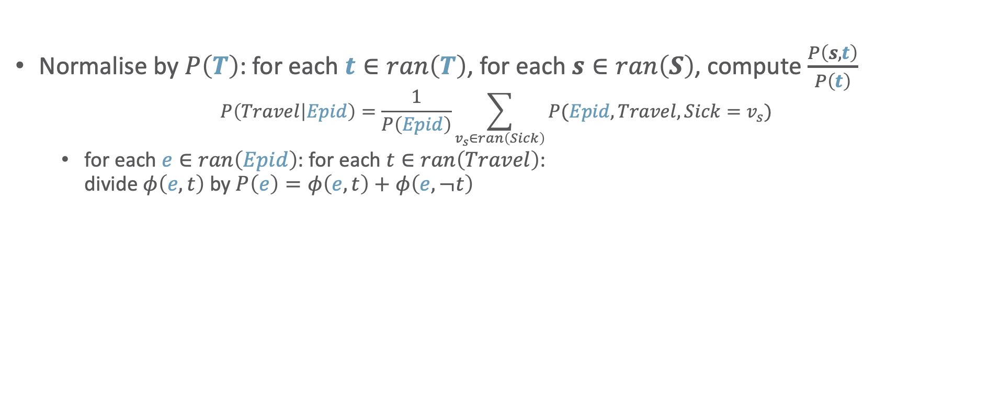 • Normalise by P(T): for each t ∈ ran(T), for each s ∈ ran(S), compute P(s,t)/P(t)
P(Travel|Epid) = 1/P(Epid) ∑_{v_s∈ran(Sick)} P(Epid, Travel, Sick = v_s)
• for each e ∈ ran(Epid): for each t ∈ ran(Travel):
divide ϕ(e, t) by P(e) = ϕ(e, t) + ϕ(e, ¬t)